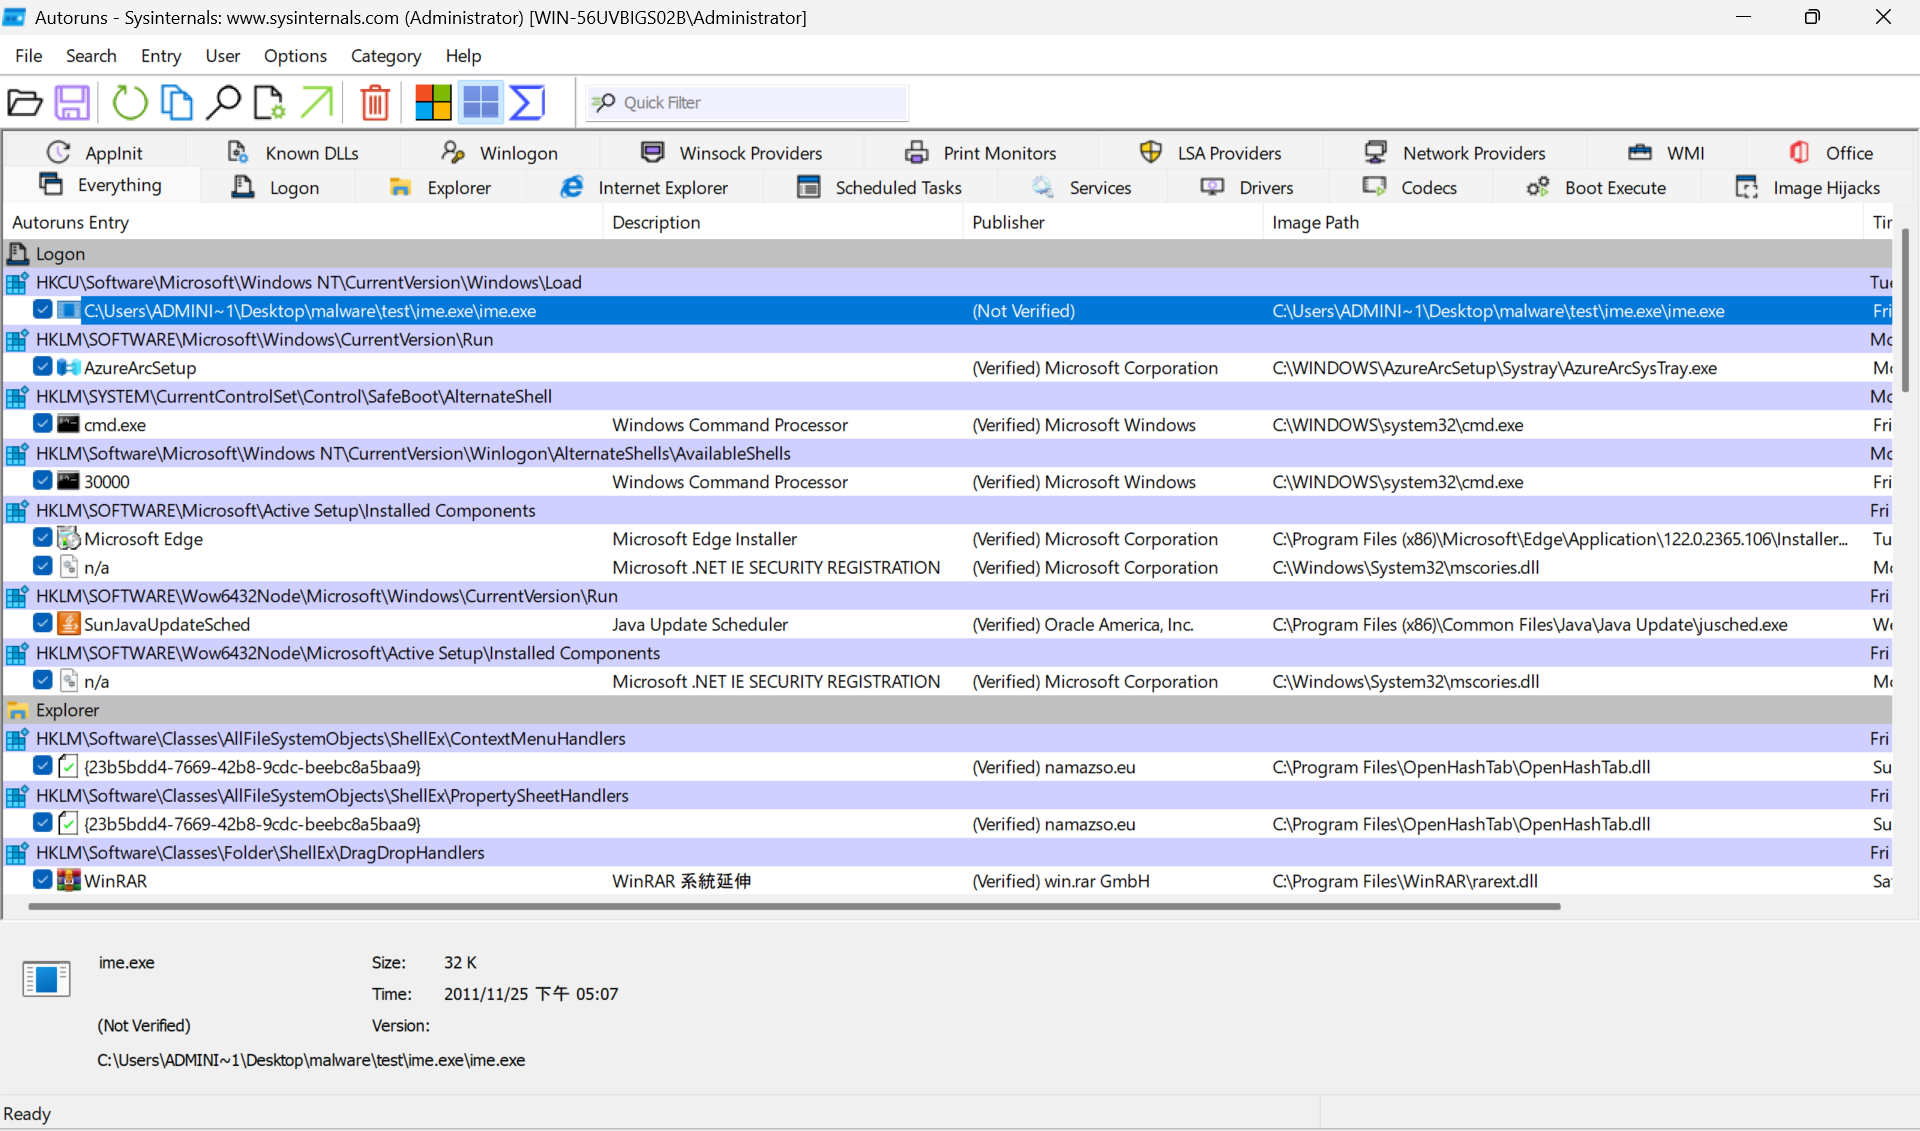 Autoruns - Sysinternals: www.sysinternals.com (Administrator) [WIN-56UVBIGS02B\Administrator]
File Search Entry User Options Category Help
Quick Filter
AppInit Known DLLs Winlogon Winsock Providers Print Monitors LSA Providers Network Providers WMI Office
Everything Logon Explorer Internet Explorer Scheduled Tasks Services Drivers Codecs Boot Execute Image Hijacks
Autoruns Entry Description Publisher Image Path Tir
Logon
HKCU\Software\Microsoft\Windows NT\CurrentVersion\Windows\Load Tue
C:\Users\ADMINI~1\Desktop\malware\test\ime.exe\ime.exe (Not Verified) C:\Users\ADMINI~1\Desktop\malware\test\ime.exe\ime.exe Fri
HKLM\SOFTWARE\Microsoft\Windows\CurrentVersion\Run Mo
AzureArcSetup (Verified) Microsoft Corporation C:\WINDOWS\AzureArcSetup\Systray\AzureArcSysTray.exe Mo
HKLM\SYSTEM\CurrentControlSet\Control\SafeBoot\AlternateShell Mo
cmd.exe Windows Command Processor (Verified) Microsoft Windows C:\WINDOWS\system32\cmd.exe Fri
HKLM\Software\Microsoft\Windows NT\CurrentVersion\Winlogon\AlternateShells\AvailableShells Mo
30000 Windows Command Processor (Verified) Microsoft Windows C:\WINDOWS\system32\cmd.exe Fri
HKLM\SOFTWARE\Microsoft\Active Setup\Installed Components Fri
Microsoft Edge Microsoft Edge Installer (Verified) Microsoft Corporation C:\Program Files (x86)\Microsoft\Edge\Application\122.0.2365.106\Installer... Tu
n/a Microsoft .NET IE SECURITY REGISTRATION (Verified) Microsoft Corporation C:\Windows\System32\mscories.dll Mo
HKLM\SOFTWARE\Wow6432Node\Microsoft\Windows\CurrentVersion\Run Fri
SunJavaUpdateSched Java Update Scheduler (Verified) Oracle America, Inc. C:\Program Files (x86)\Common Files\Java\Java Update\jusched.exe We
HKLM\SOFTWARE\Wow6432Node\Microsoft\Active Setup\Installed Components Fri
n/a Microsoft .NET IE SECURITY REGISTRATION (Verified) Microsoft Corporation C:\Windows\System32\mscories.dll Mo
Explorer
HKLM\Software\Classes\AllFileSystemObjects\ShellEx\ContextMenuHandlers Fri
{23b5bdd4-7669-42b8-9cdc-beebc8a5baa9} (Verified) namazso.eu C:\Program Files\OpenHashTab\OpenHashTab.dll Su
HKLM\Software\Classes\AllFileSystemObjects\ShellEx\PropertySheetHandlers Fri
{23b5bdd4-7669-42b8-9cdc-beebc8a5baa9} (Verified) namazso.eu C:\Program Files\OpenHashTab\OpenHashTab.dll Su
HKLM\Software\Classes\Folder\ShellEx\DragDropHandlers Fri
WinRAR WinRAR 系統延伸 (Verified) win.rar GmbH C:\Program Files\WinRAR\rarext.dll Sa
ime.exe Size: 32 K
Time: 2011/11/25 下午 05:07
(Not Verified) Version:
C:\Users\ADMINI~1\Desktop\malware\test\ime.exe\ime.exe
Ready